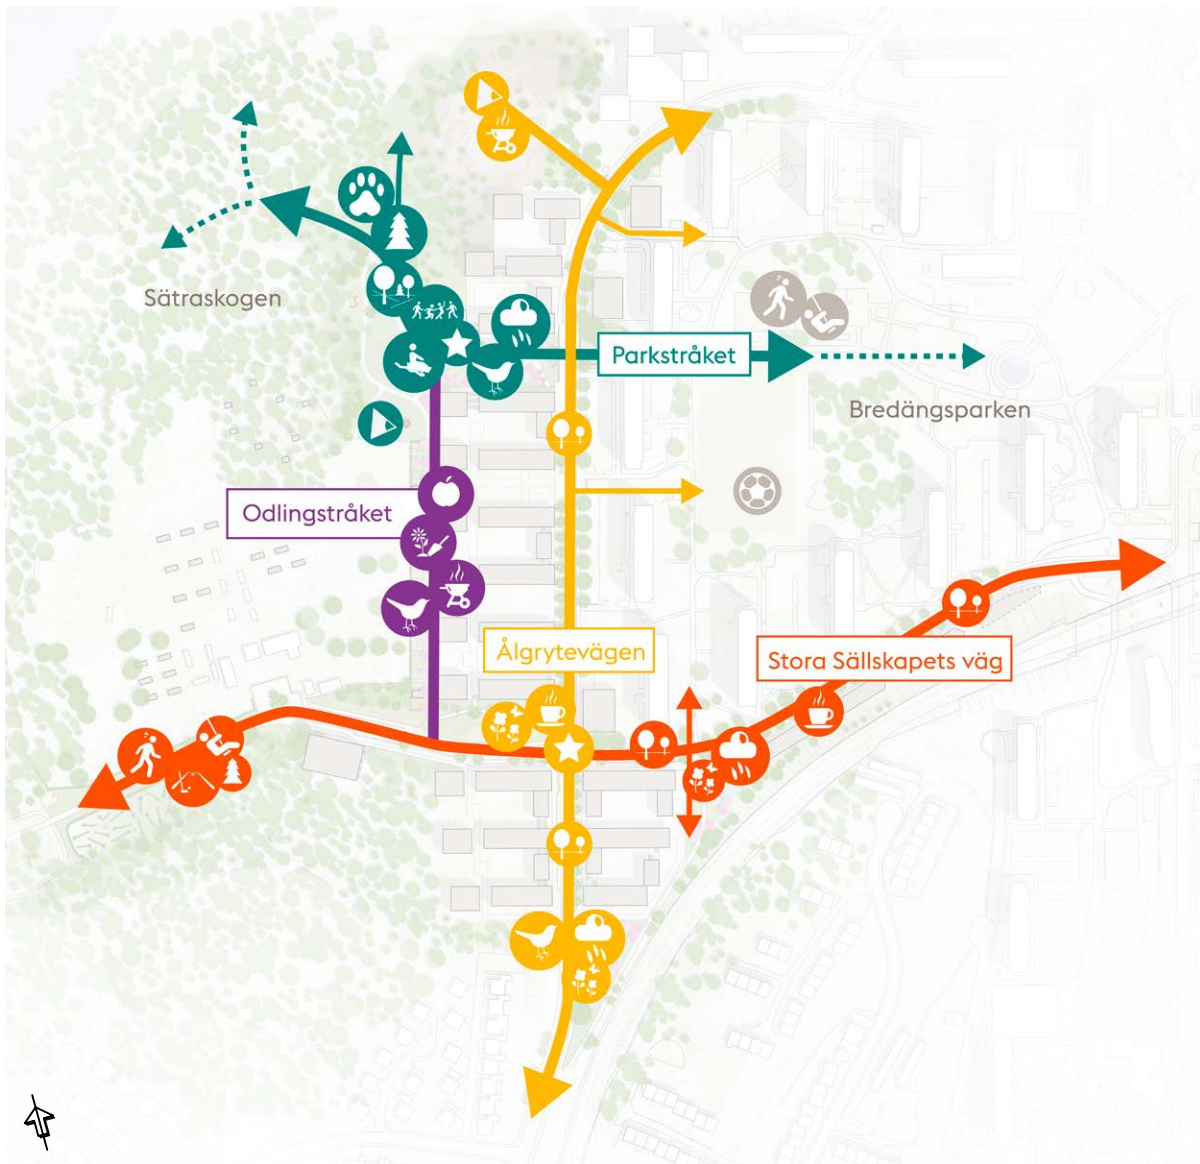 Sätraskogen
Parkstråket
Bredängsparken
Odlingstråket
Ålgrytevägen
Stora Sällskapets väg